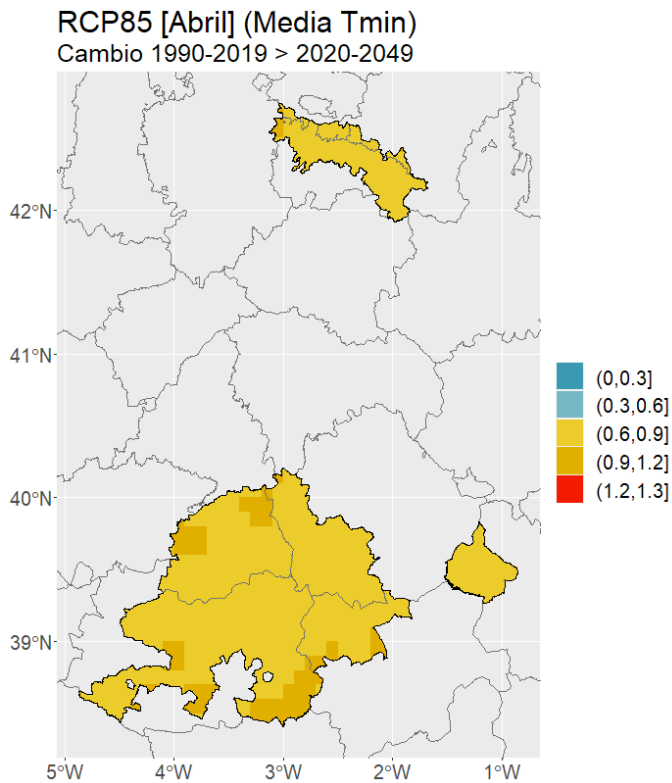 RCP85 [Abril] (Media Tmin)
Cambio 1990-2019 > 2020-2049
42°N
41°N
40°N
39°N
5°W 4°W 3°W 2°W 1°W
(0,0.3]
(0.3,0.6]
(0.6,0.9]
(0.9,1.2]
(1.2,1.3]